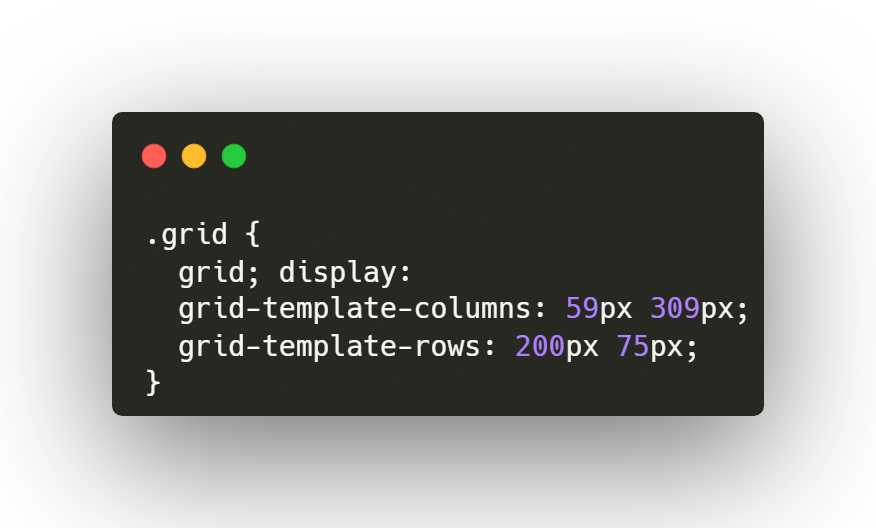 .grid {
  grid; display:
  grid-template-columns: 59px 309px;
  grid-template-rows: 200px 75px;
}